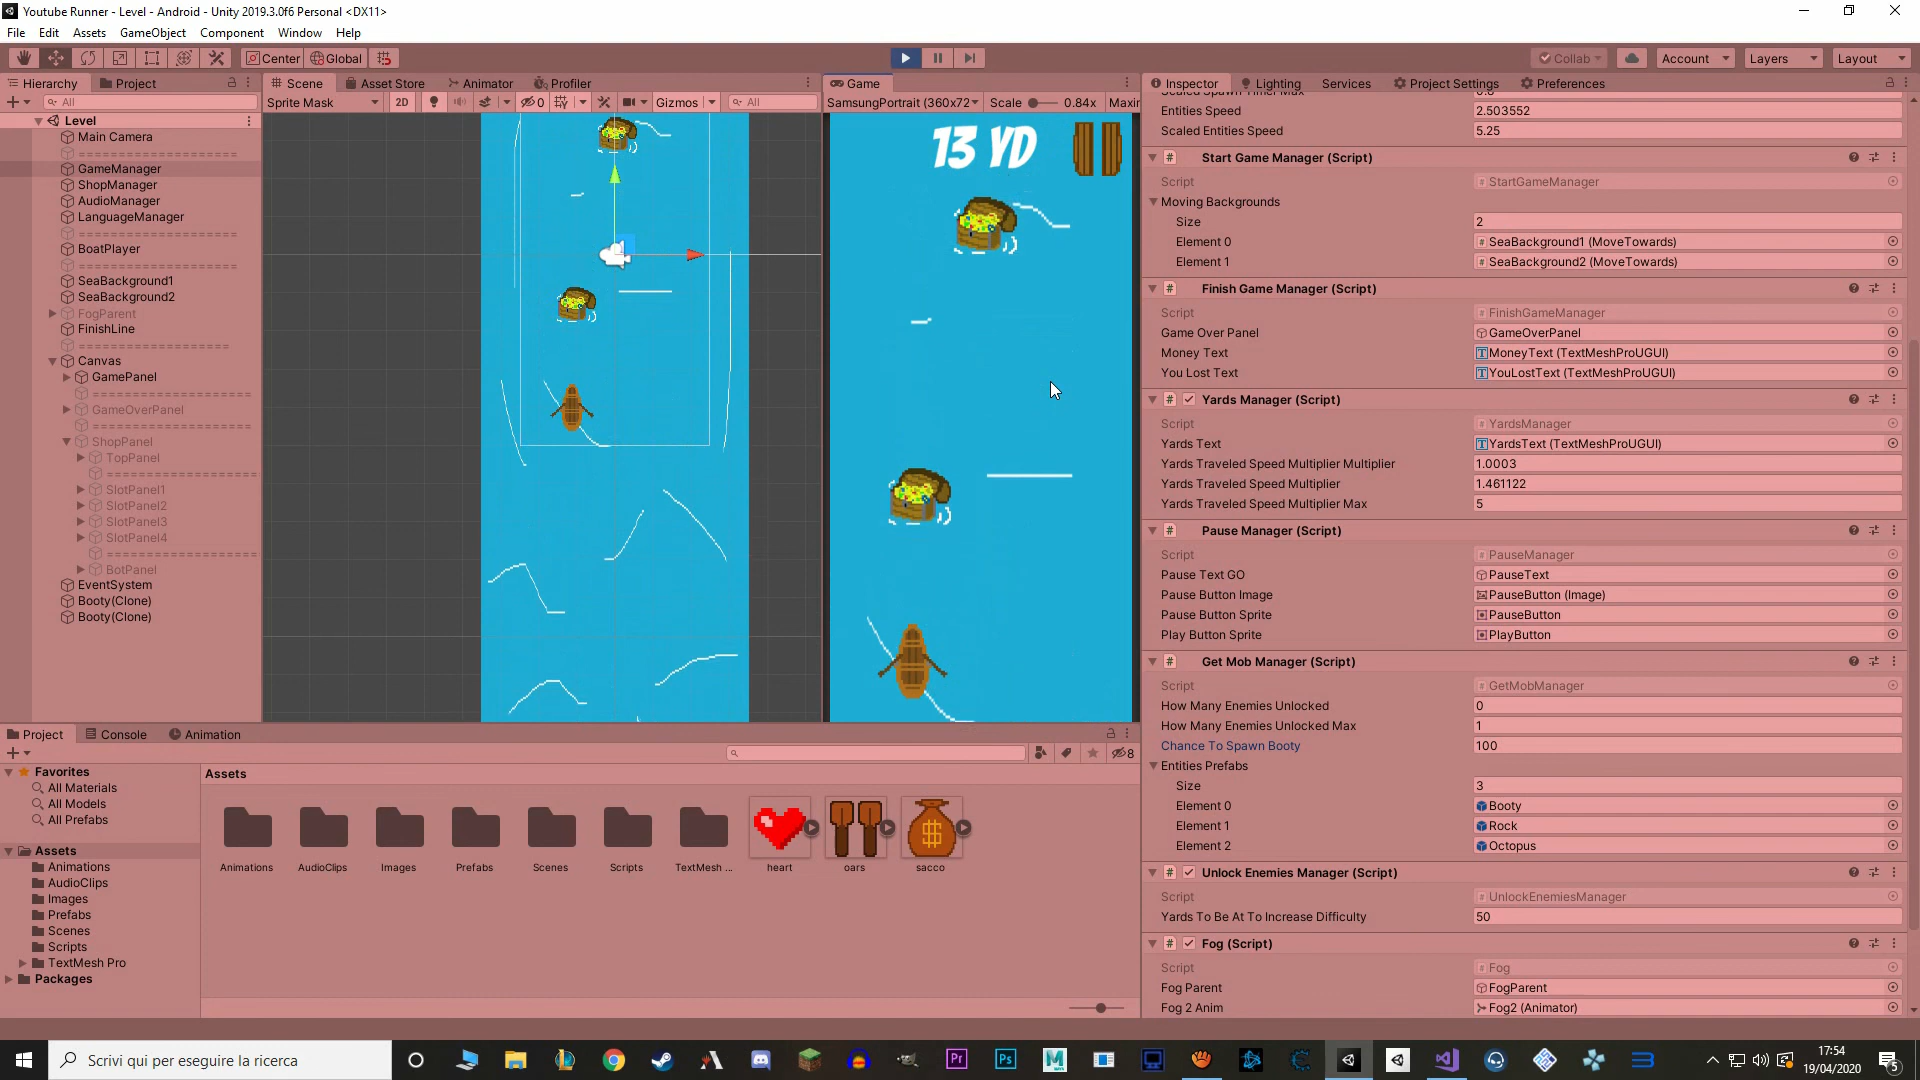 Youtube Runner - Level - Android - Unity 2019.3.0f6 Personal <DX11>
File Edit Assets GameObject Component Window Help
Center Global
Collab Account Layers Layout
Hierarchy Project
All
Level
Main Camera
=====================
GameManager
ShopManager
AudioManager
LanguageManager
=====================
BoatPlayer
=====================
SeaBackground1
SeaBackground2
FogParent
FinishLine
====================
Canvas
GamePanel
=====================
GameOverPanel
=====================
ShopPanel
TopPanel
====================
SlotPanel1
SlotPanel2
SlotPanel3
SlotPanel4
====================
BotPanel
EventSystem
Booty(Clone)
Booty(Clone)
Scene Asset Store Animator Profiler
Sprite Mask 2D 0 Gizmos All
Game
SamsungPortrait (360x72 Scale 0.84x Maxi
13 YD
Inspector Lighting Services Project Settings Preferences
Scaled Spawn Timer Max 0.8
Entities Speed 2.503552
Scaled Entities Speed 5.25
# Start Game Manager (Script)
Script # StartGameManager
Moving Backgrounds
Size 2
Element 0 SeaBackground1 (MoveTowards)
Element 1 SeaBackground2 (MoveTowards)
# Finish Game Manager (Script)
Script # FinishGameManager
Game Over Panel GameOverPanel
Money Text MoneyText (TextMeshProUGUI)
You Lost Text YouLostText (TextMeshProUGUI)
# Yards Manager (Script)
Script # YardsManager
Yards Text YardsText (TextMeshProUGUI)
Yards Traveled Speed Multiplier Multiplier 1.0003
Yards Traveled Speed Multiplier 1.461122
Yards Traveled Speed Multiplier Max 5
# Pause Manager (Script)
Script # PauseManager
Pause Text GO PauseText
Pause Button Image PauseButton (Image)
Pause Button Sprite PauseButton
Play Button Sprite PlayButton
# Get Mob Manager (Script)
Script # GetMobManager
How Many Enemies Unlocked 0
How Many Enemies Unlocked Max 1
Chance To Spawn Booty 100
Entities Prefabs
Size 3
Element 0 Booty
Element 1 Rock
Element 2 Octopus
# Unlock Enemies Manager (Script)
Script # UnlockEnemiesManager
Yards To Be At To Increase Difficulty 50
# Fog (Script)
Script # Fog
Fog Parent FogParent
Fog 2 Anim Fog2 (Animator)
Project Console Animation
8
Favorites
All Materials
All Models
All Prefabs
Assets
Animations
AudioClips
Images
Prefabs
Scenes
Scripts
TextMesh Pro
Packages
Assets
Animations AudioClips Images Prefabs Scenes Scripts TextMesh ... heart oars sacco
Scrivi qui per eseguire la ricerca
Pr Ps M
17:54
19/04/2020
5